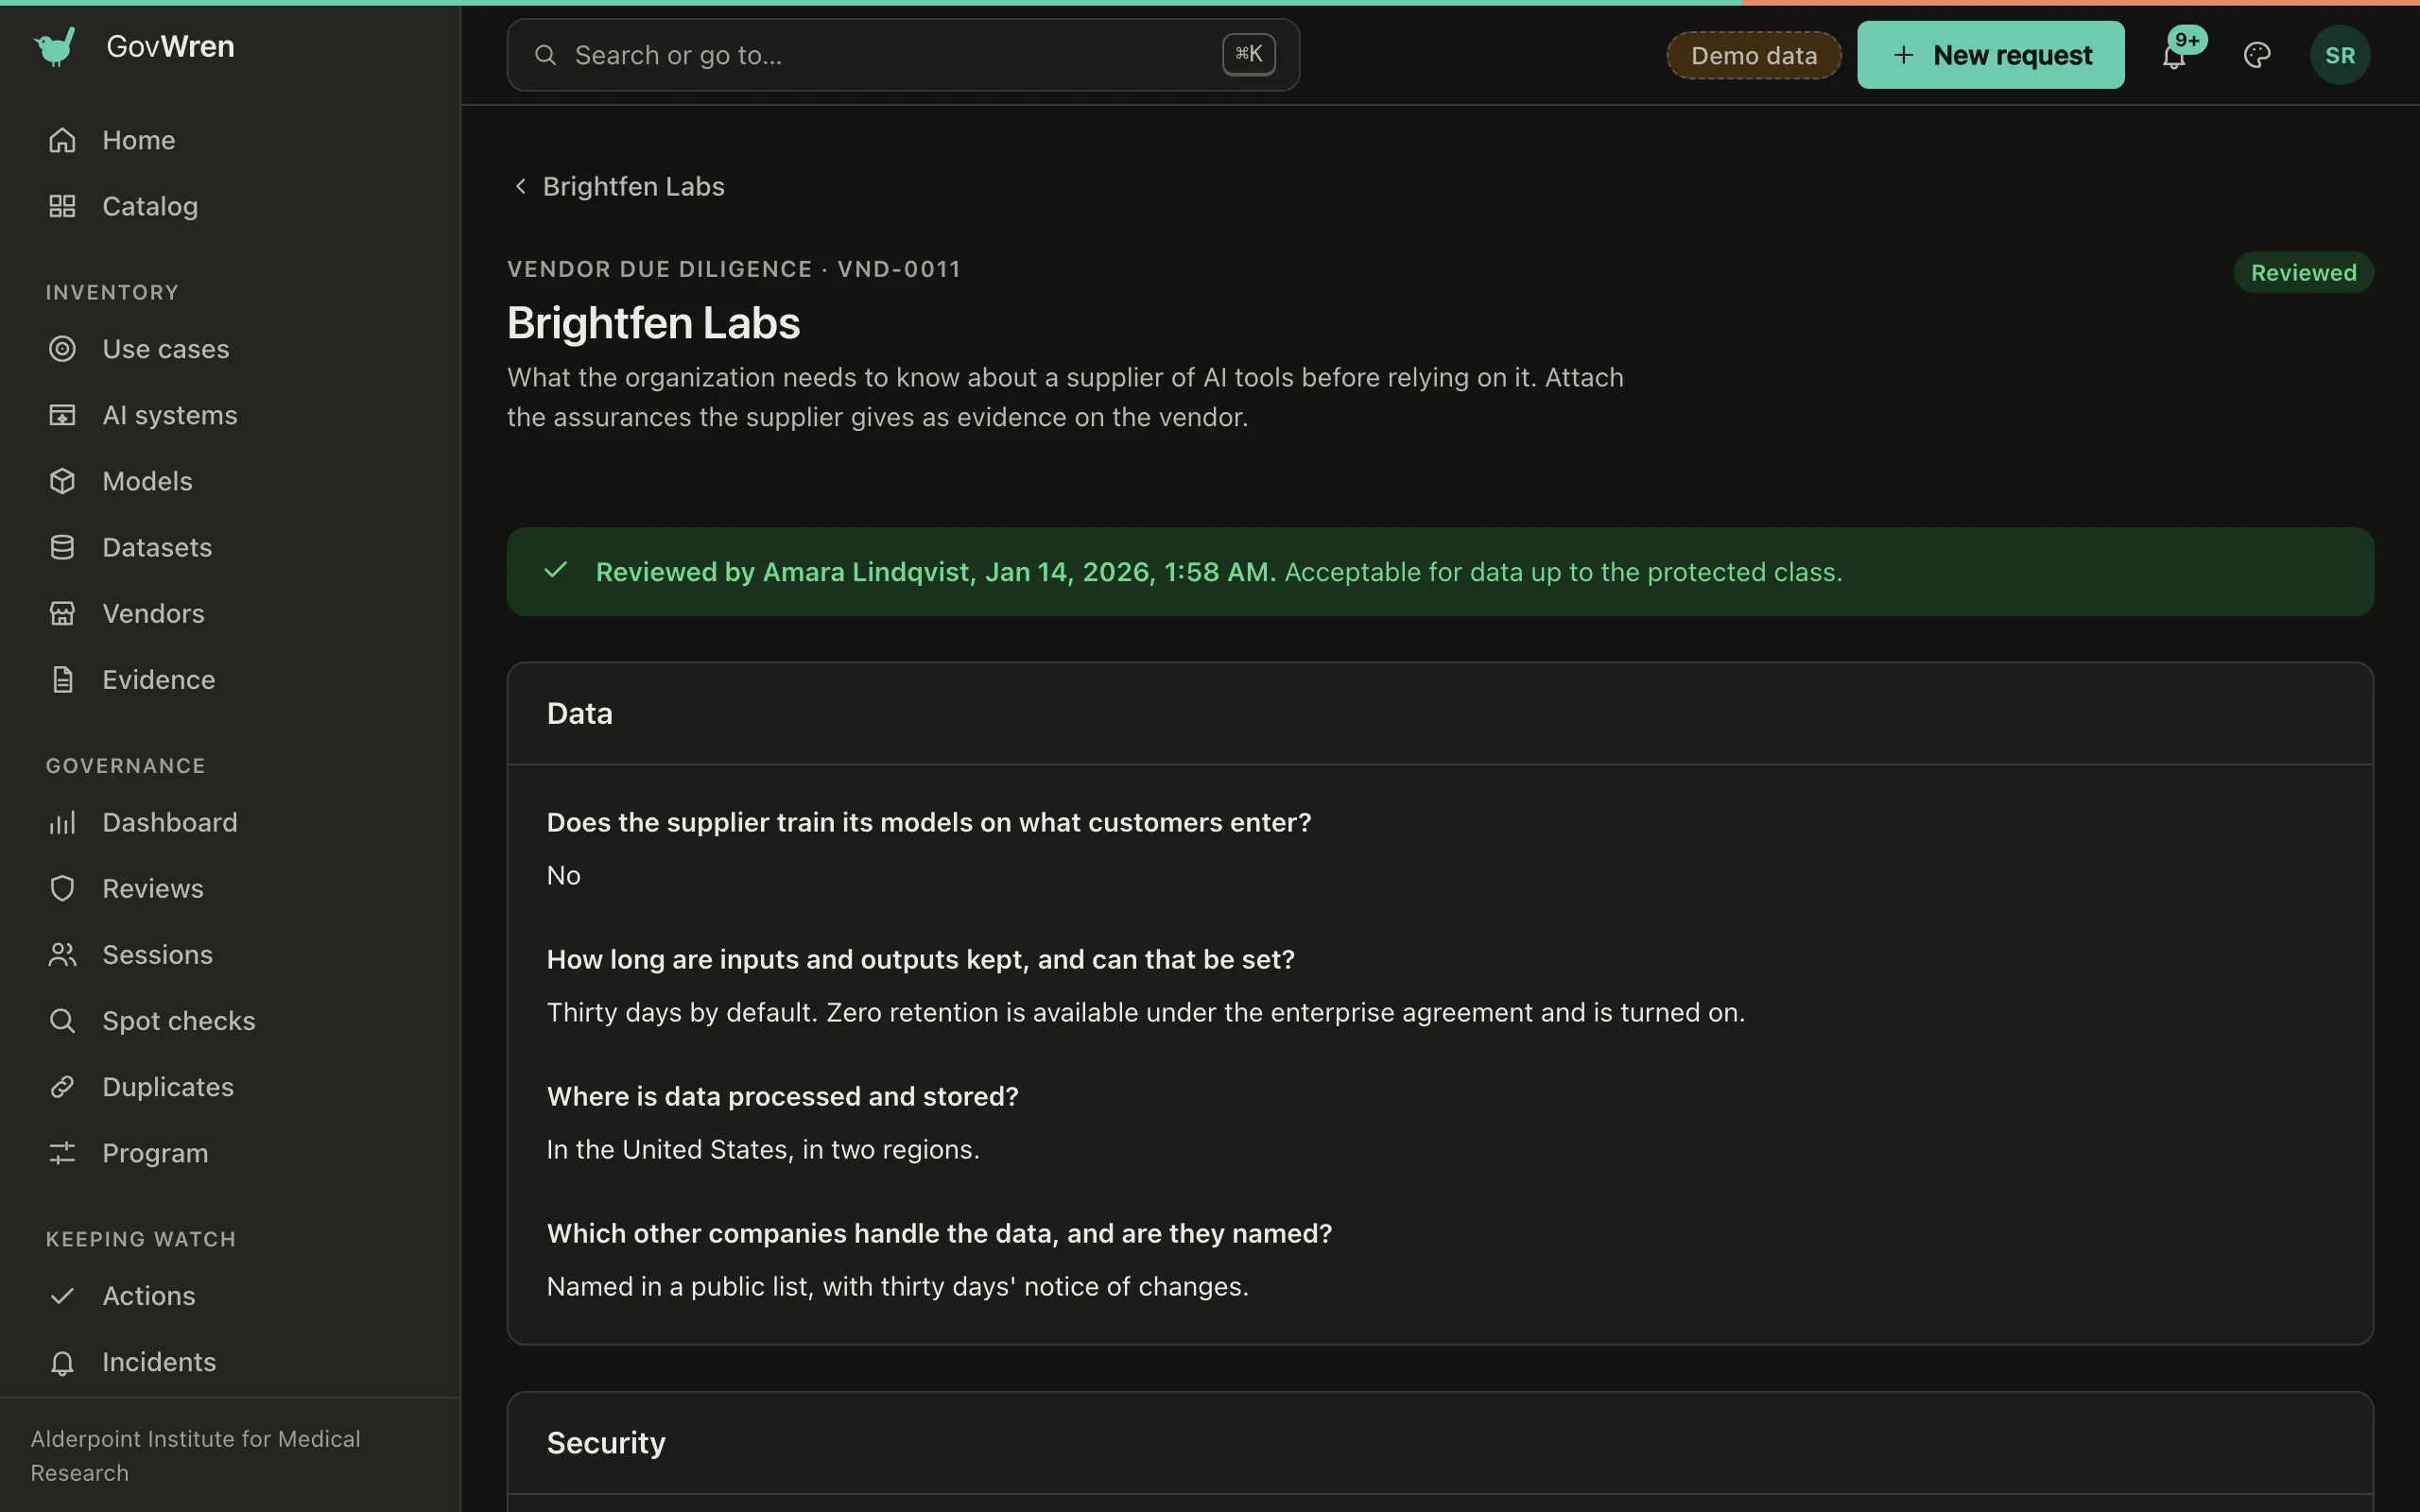 GovWren
Search or go to...
⌘K
Demo data
+ New request
9+
SR
Home
Catalog
INVENTORY
Use cases
AI systems
Models
Datasets
Vendors
Evidence
GOVERNANCE
Dashboard
Reviews
Sessions
Spot checks
Duplicates
Program
KEEPING WATCH
Actions
Incidents
Alderpoint Institute for Medical
Research
Brightfen Labs
VENDOR DUE DILIGENCE · VND-0011
Reviewed
Brightfen Labs
What the organization needs to know about a supplier of AI tools before relying on it. Attach
the assurances the supplier gives as evidence on the vendor.
Reviewed by Amara Lindqvist, Jan 14, 2026, 1:58 AM. Acceptable for data up to the protected class.
Data
Does the supplier train its models on what customers enter?
No
How long are inputs and outputs kept, and can that be set?
Thirty days by default. Zero retention is available under the enterprise agreement and is turned on.
Where is data processed and stored?
In the United States, in two regions.
Which other companies handle the data, and are they named?
Named in a public list, with thirty days' notice of changes.
Security